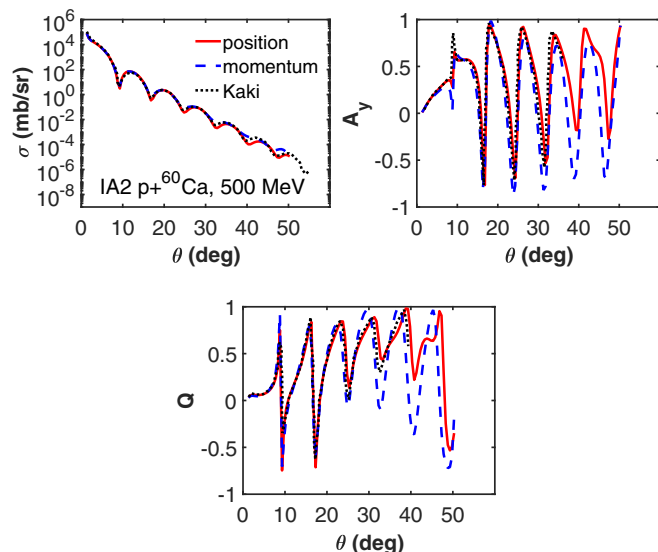 10^6
10^4
10^2
10^0
10^-2
10^-4
10^-6
10^-8
σ (mb/sr)
position
momentum
Kaki
IA2 p+^60Ca, 500 MeV
0 10 20 30 40 50
θ (deg)
1
0.5
0
-0.5
-1
A_y
0 10 20 30 40 50 60
θ (deg)
1
0.5
0
-0.5
-1
Q
0 10 20 30 40 50 60
θ (deg)